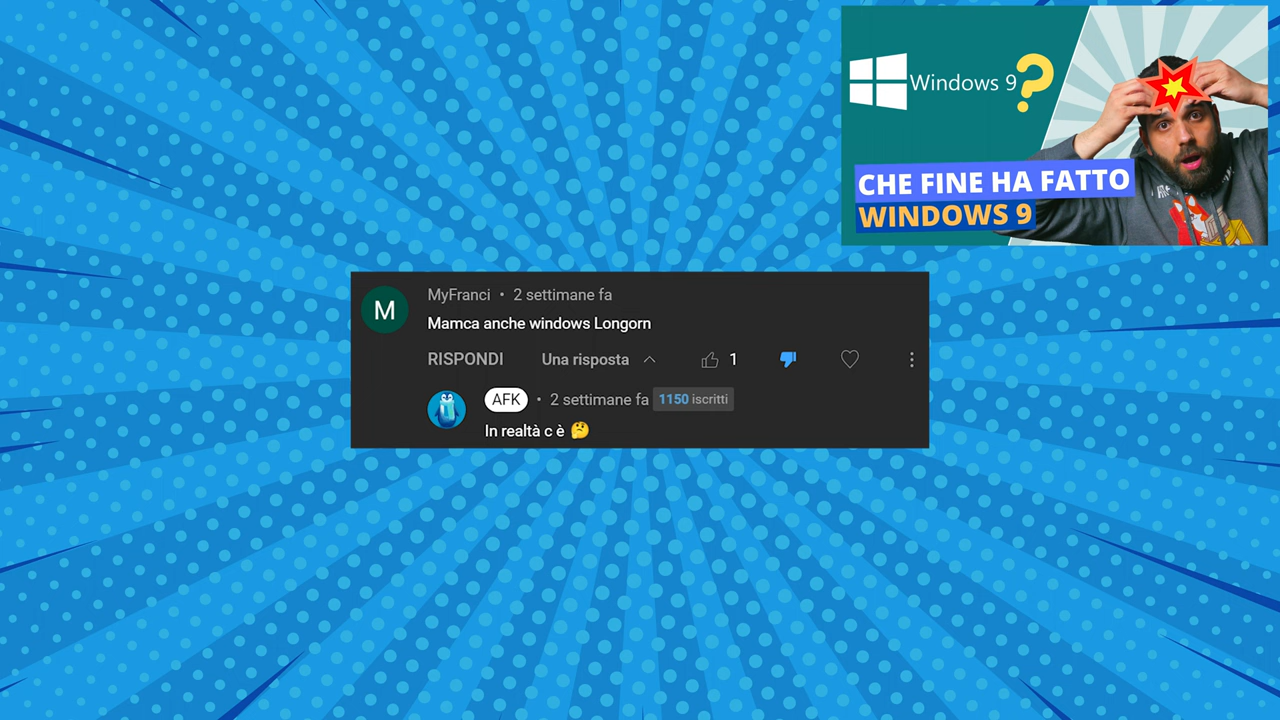 Windows 9?
CHE FINE HA FATTO
WINDOWS 9
M
MyFranci • 2 settimane fa
Mamca anche windows Longorn
RISPONDI Una risposta 1
AFK • 2 settimane fa 1150 iscritti
In realtà c è 🤔